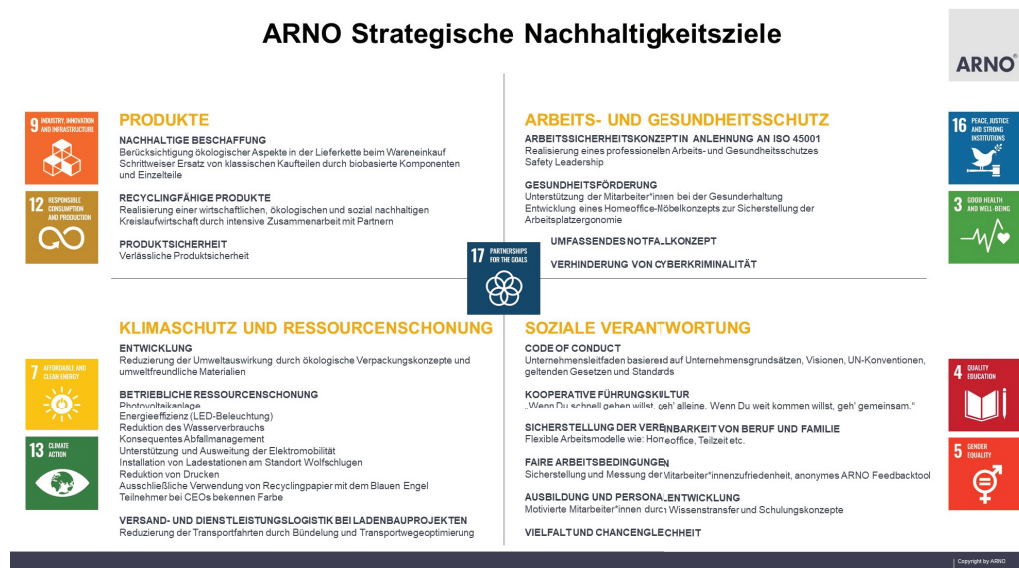 ARNO Strategische Nachhaltigkeitsziele
ARNO®
9 INDUSTRY, INNOVATION
AND INFRASTRUCTURE
12 RESPONSIBLE
CONSUMPTION
AND PRODUCTION
PRODUKTE
NACHHALTIGE BESCHAFFUNG
Berücksichtigung ökologischer Aspekte in der Lieferkette beim Wareneinkauf
Schrittweiser Ersatz von klassischen Kaufteilen durch biobasierte Komponenten
und Einzelteile
RECYCLINGFÄHIGE PRODUKTE
Realisierung einer wirtschaftlichen, ökologischen und sozial nachhaltigen
Kreislaufwirtschaft durch intensive Zusammenarbeit mit Partnern
PRODUKTSICHERHEIT
Verlässliche Produktsicherheit
ARBEITS- UND GESUNDHEITSSCHUTZ
ARBEITSSICHERHEITSKONZEPT IN ANLEHNUNG AN ISO 45001
Realisierung eines professionellen Arbeits- und Gesundheitschutzes
Safety Leadership
GESUNDHEITSFÖRDERUNG
Unterstützung der Mitarbeiter*innen bei der Gesunderhaltung
Entwicklung eines Homeoffice-Möbelkonzepts zur Sicherstellung der
Arbeitsplatzergonomie
UMFASSENDES NOTFALLKONZEPT
VERHINDERUNG VON CYBERKRIMINALITÄT
16 PEACE, JUSTICE
AND STRONG
INSTITUTIONS
3 GOOD HEALTH
AND WELL-BEING
17 PARTNERSHIPS
FOR THE GOALS
7 AFFORDABLE AND
CLEAN ENERGY
13 CLIMATE
ACTION
KLIMASCHUTZ UND RESSOURCENSCHONUNG
ENTWICKLUNG
Reduzierung der Umweltauswirkung durch ökologische Verpackungskonzepte und
umweltfreundliche Materialien
BETRIEBLICHE RESSOURCENSCHONUNG
Photovoltaikanlage
Energieeffizienz (LED-Beleuchtung)
Reduktion des Wasserverbrauchs
Konsequentes Abfallmanagement
Unterstützung und Ausweitung der Elektromobilität
Installation von Ladestationen am Standort Wolfschlugen
Reduktion von Drucken
Ausschließliche Verwendung von Recyclingpapier mit dem Blauen Engel
Teilnehmer bei CEOs bekennen Farbe
VERSAND- UND DIENSTLEISTUNGSLOGISTIK BEI LADENBAUPROJEKTEN
Reduzierung der Transportfahrten durch Bündelung und Transportwegeoptimierung
SOZIALE VERANTWORTUNG
CODE OF CONDUCT
Unternehmensleitfaden basierend auf Unternehmensgrundsätzen, Visionen, UN-Konventionen,
geltenden Gesetzen und Standards
KOOPERATIVE FÜHRUNGSKULTUR
„Wenn Du schnell gehen willst, geh' alleine. Wenn Du weit kommen willst, geh' gemeinsam."
SICHERSTELLUNG DER VEREINBARKEIT VON BERUF UND FAMILIE
Flexible Arbeitsmodelle wie: Homeoffice, Teilzeit etc.
FAIRE ARBEITSBEDINGUNGEN
Sicherstellung und Messung der Mitarbeiter*innenzufriedenheit, anonymes ARNO Feedbacktool
AUSBILDUNG UND PERSONALENTWICKLUNG
Motivierte Mitarbeiter*innen durch Wissenstransfer und Schulungskonzepte
VIELFALT UND CHANCENGLEICHHEIT
4 QUALITY
EDUCATION
5 GENDER
EQUALITY
Copyright by ARNO